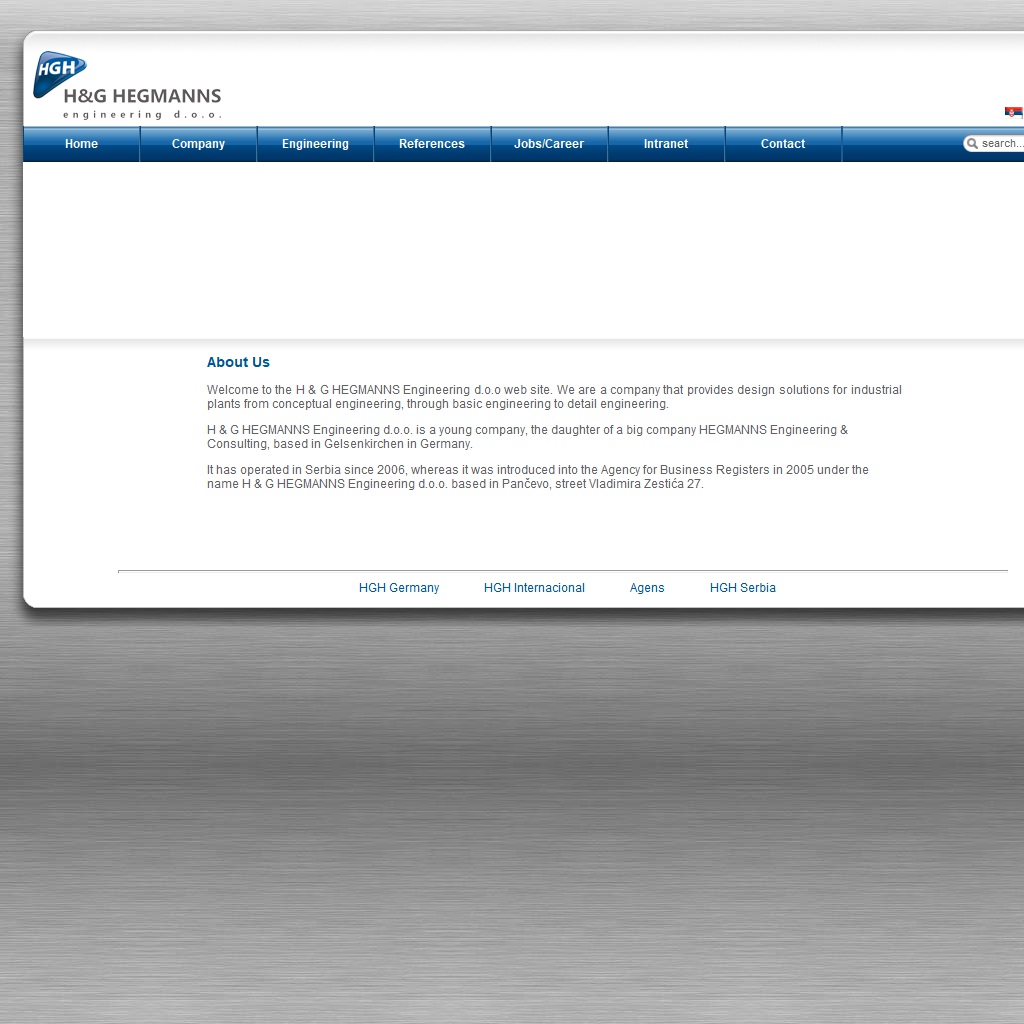 HGH
H&G HEGMANNS
engineering d.o.o.
Home Company Engineering References Jobs/Career Intranet Contact search...
About Us
Welcome to the H & G HEGMANNS Engineering d.o.o web site. We are a company that provides design solutions for industrial
plants from conceptual engineering, through basic engineering to detail engineering.
H & G HEGMANNS Engineering d.o.o. is a young company, the daughter of a big company HEGMANNS Engineering &
Consulting, based in Gelsenkirchen in Germany.
It has operated in Serbia since 2006, whereas it was introduced into the Agency for Business Registers in 2005 under the
name H & G HEGMANNS Engineering d.o.o. based in Pančevo, street Vladimira Zestića 27.
HGH Germany HGH Internacional Agens HGH Serbia